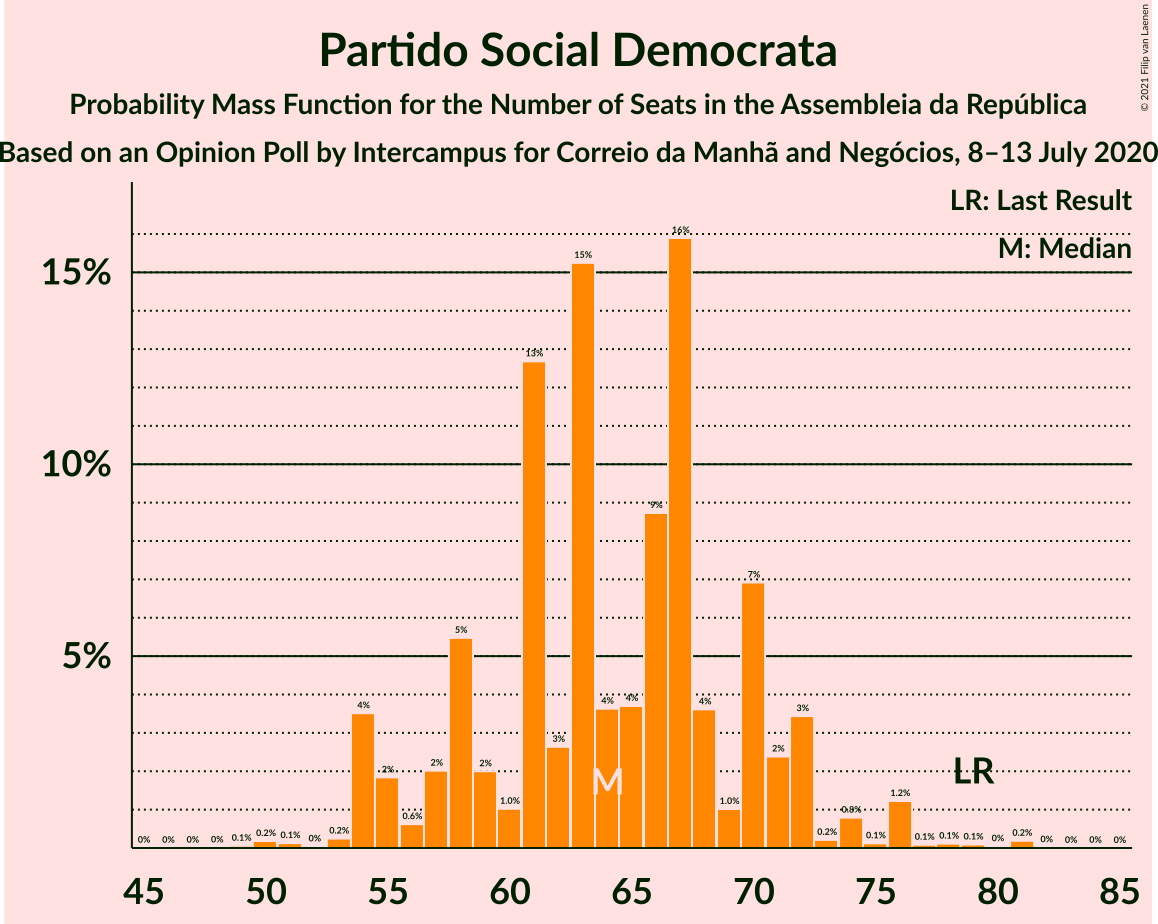 Partido Social Democrata
Probability Mass Function for the Number of Seats in the Assembleia da República
Based on an Opinion Poll by Intercampus for Correio da Manhã and Negócios, 8–13 July 2020
© 2021 Filip van Laenen
LR: Last Result
M: Median
15%
10%
5%
0% 0% 0% 0% 0.1% 0.2% 0.1% 0% 0.2% 4% 2% 0.6% 2% 5% 2% 1.0% 13% 3% 15% 4% 4% 9% 16% 4% 1.0% 7% 2% 3% 0.2% 0.8% 0.1% 1.2% 0.1% 0.1% 0.1% 0% 0.2% 0% 0% 0% 0%
M
LR
45 50 55 60 65 70 75 80 85